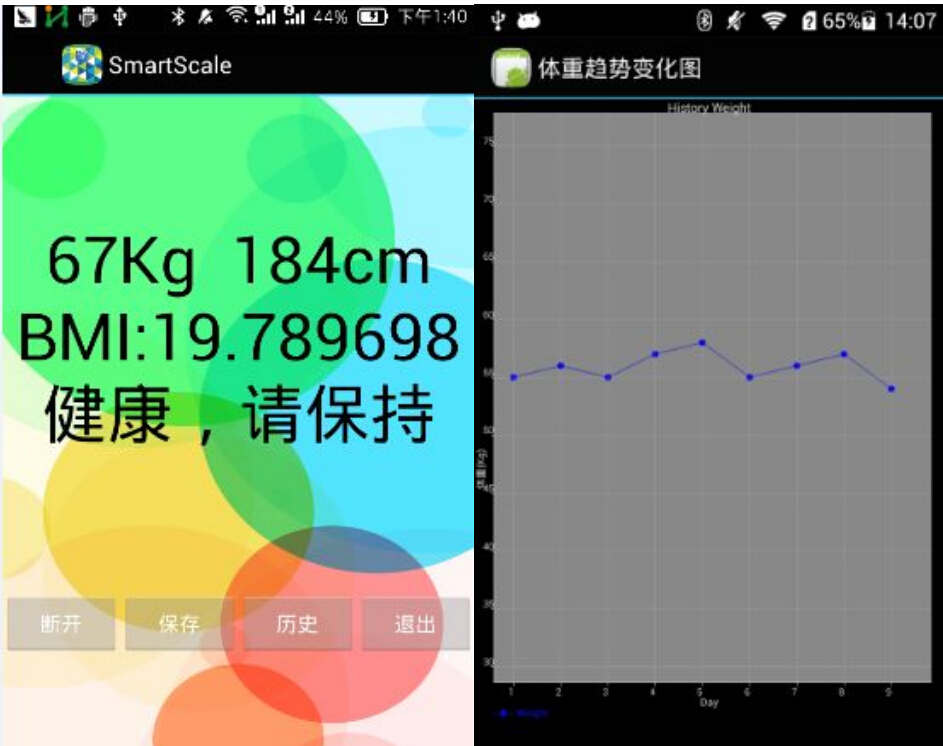 44% 下午1:40
SmartScale
67Kg 184cm
BMI:19.789698
健康，请保持
断开 保存 历史 退出
65% 14:07
体重趋势变化图
History Weight
75
70
65
60
55
50
体重(Kg)
45
40
35
30
1 2 3 4 5 6 7 8 9
Day
Weight